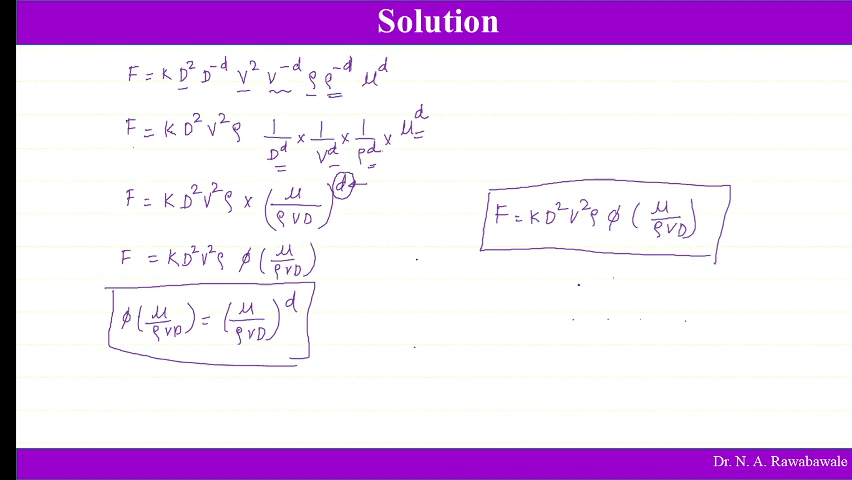 Solution
F = K D² D⁻ᵈ V² V⁻ᵈ ρ ρ⁻ᵈ μᵈ
F = K D² V² ρ 1/Dᵈ × 1/Vᵈ × 1/ρᵈ × μᵈ
F = K D² V² ρ × (μ/ρVD)ᵈ
F = K D² V² ρ φ (μ/ρVD)
φ (μ/ρVD) = (μ/ρVD)ᵈ
F = K D² V² ρ φ (μ/ρVD)
Dr. N. A. Rawabawale